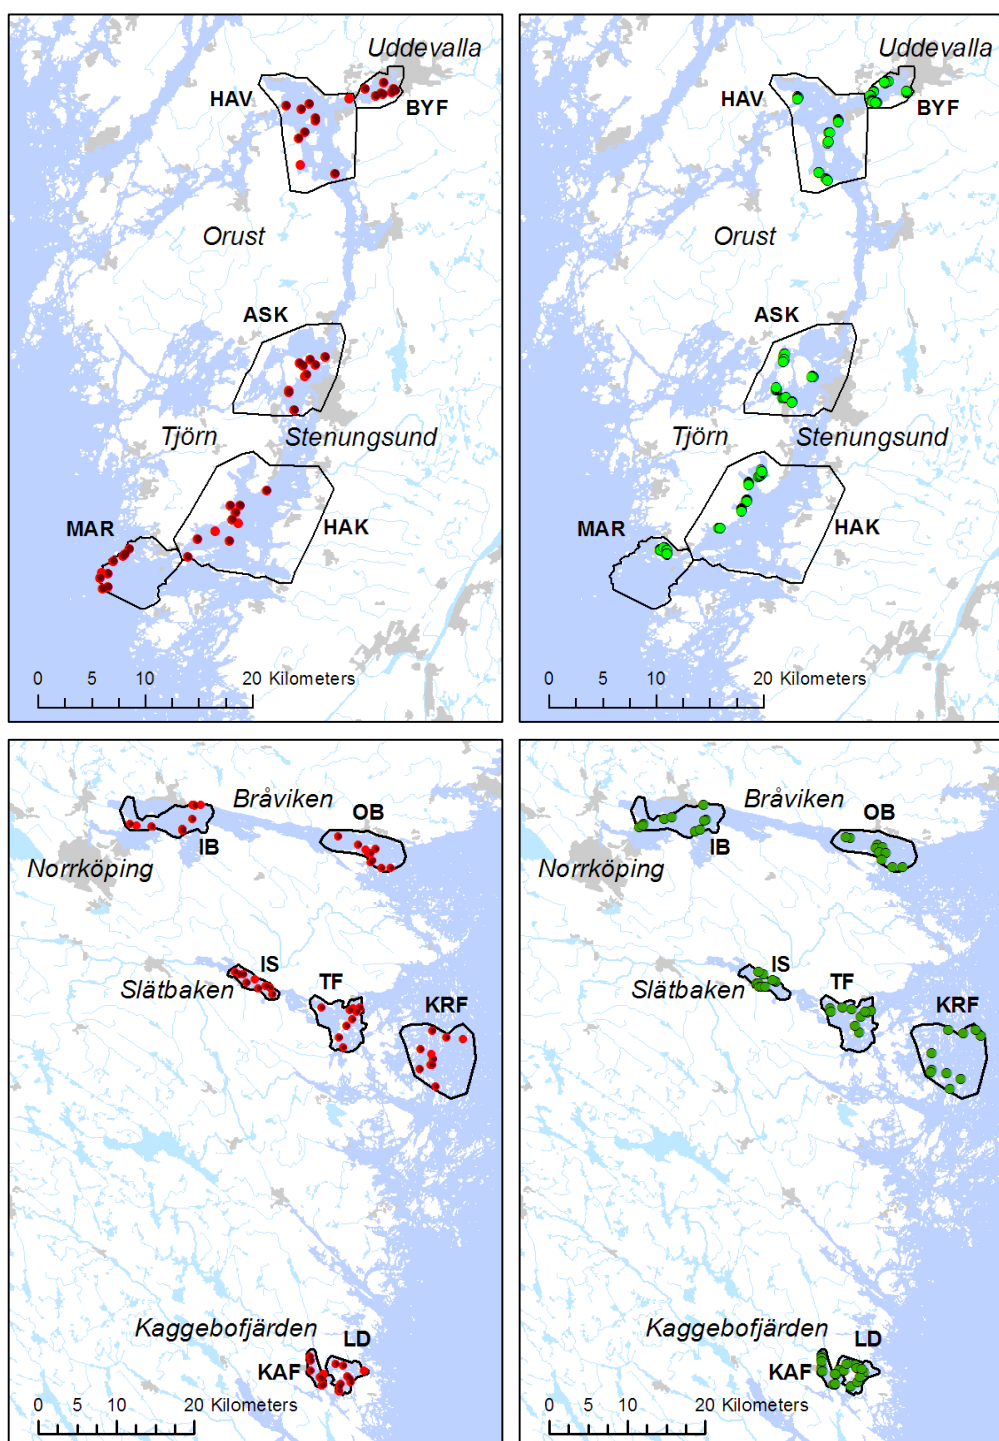 Uddevalla
HAV
BYF
Orust
ASK
Tjörn
Stenungsund
MAR
HAK
0 5 10 20 Kilometers
Uddevalla
HAV
BYF
Orust
ASK
Tjörn
Stenungsund
MAR
HAK
0 5 10 20 Kilometers
Bråviken
OB
IB
Norrköping
IS
TF
Slätbaken
KRF
Kaggebofjärden
LD
KAF
0 5 10 20 Kilometers
Bråviken
OB
IB
Norrköping
IS
TF
Slätbaken
KRF
Kaggebofjärden
LD
KAF
0 5 10 20 Kilometers